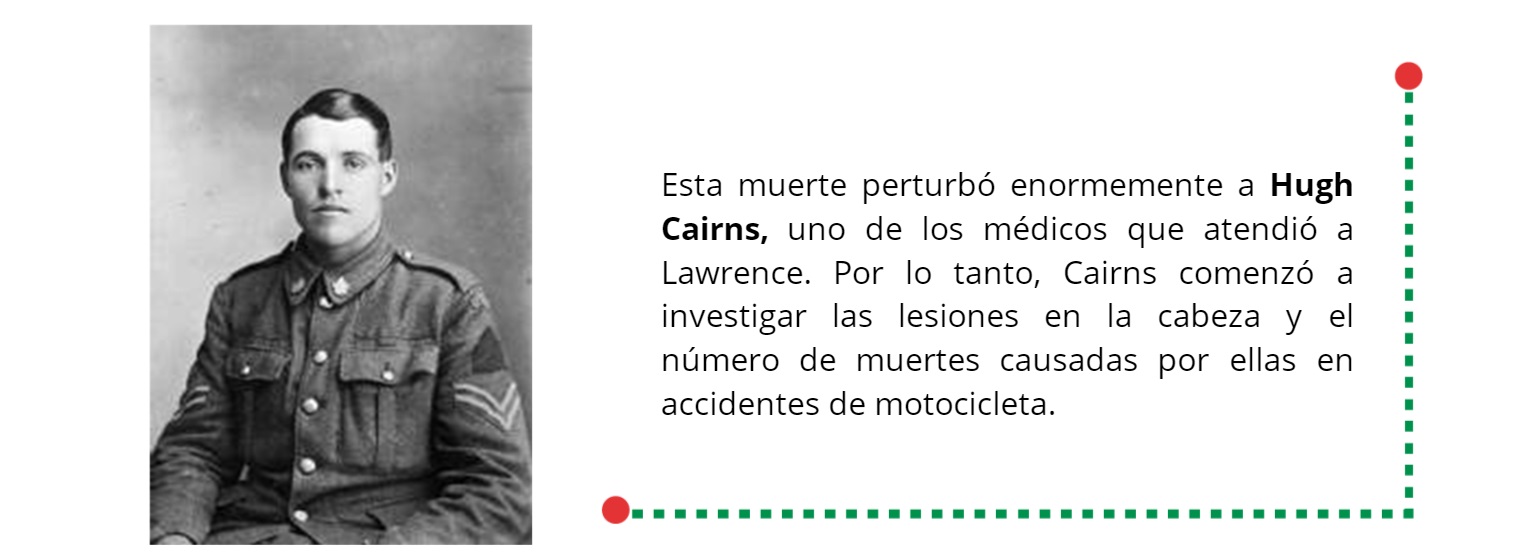 Esta muerte perturbó enormemente a Hugh
Cairns, uno de los médicos que atendió a
Lawrence. Por lo tanto, Cairns comenzó a
investigar las lesiones en la cabeza y el
número de muertes causadas por ellas en
accidentes de motocicleta.